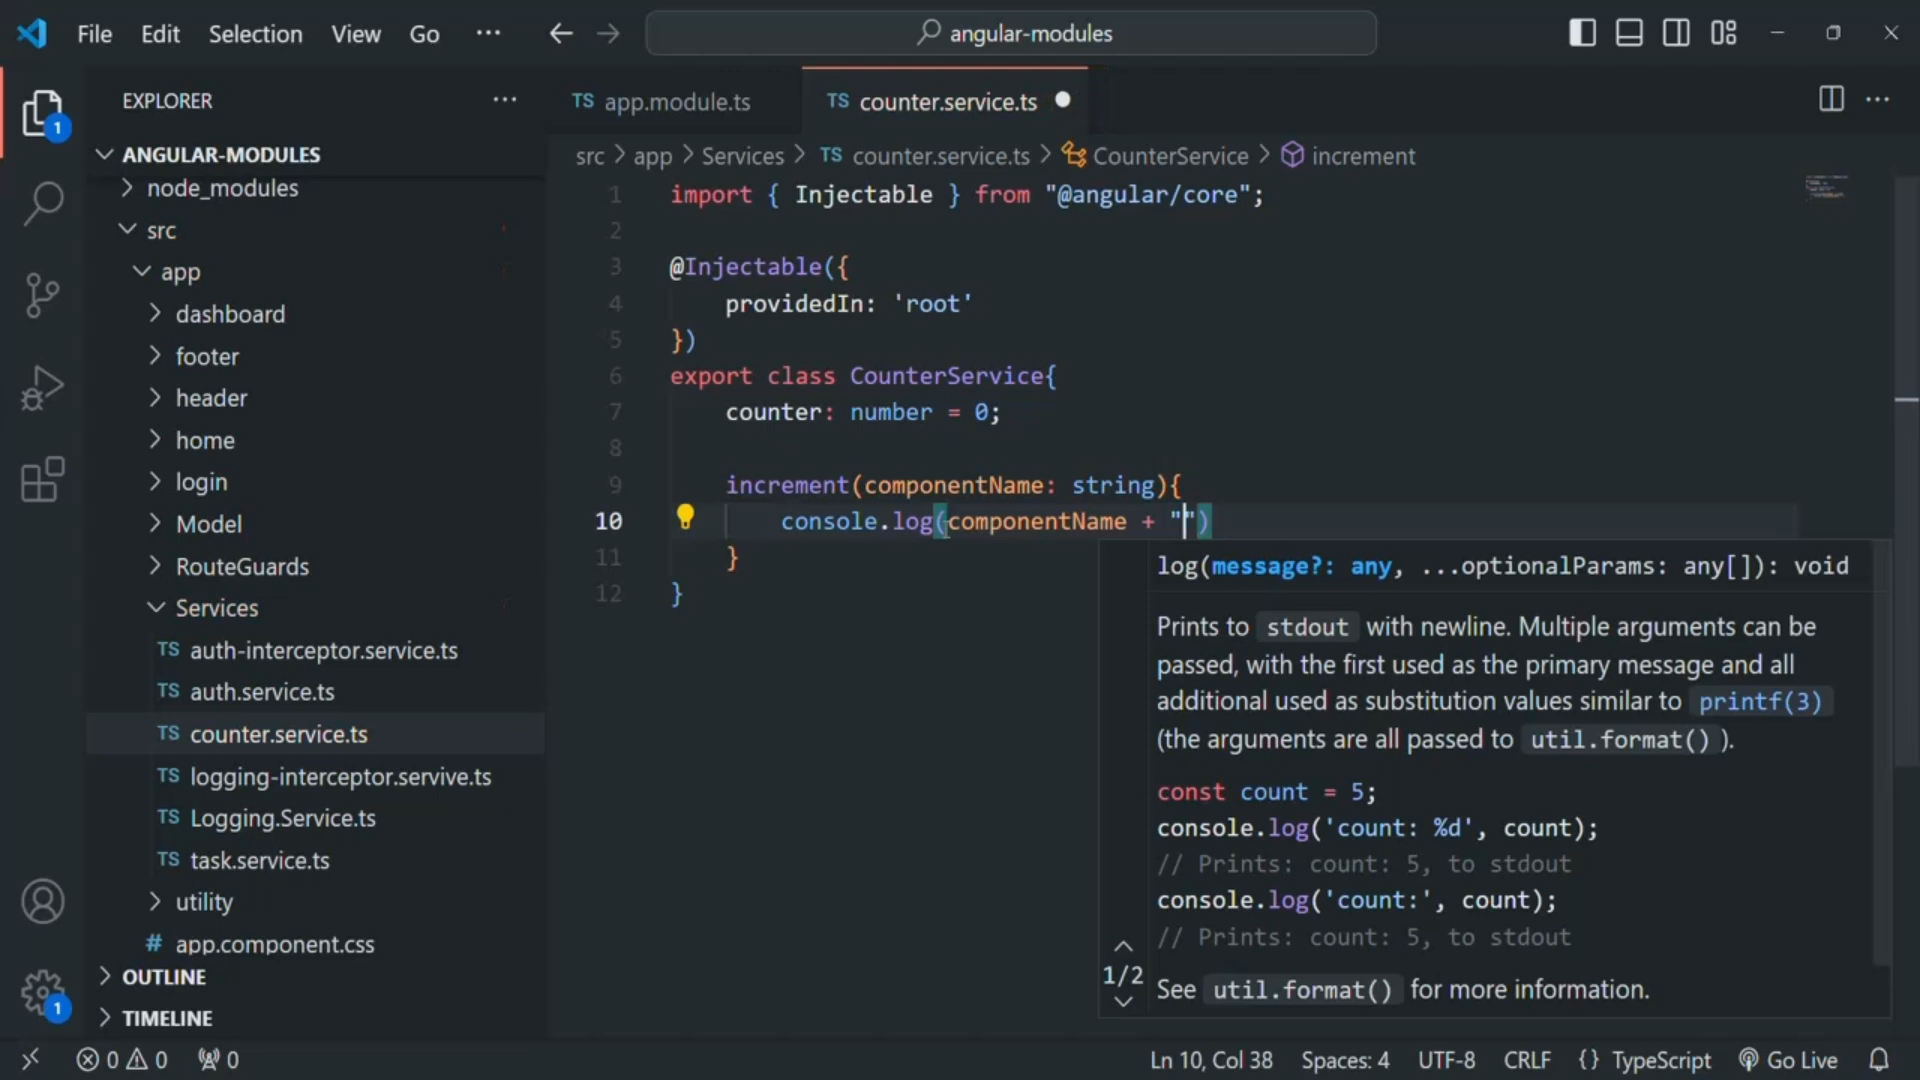 File Edit Selection View Go ··· angular-modules
EXPLORER ···
ANGULAR-MODULES
node_modules
src
app
dashboard
footer
header
home
login
Model
RouteGuards
Services
TS auth-interceptor.service.ts
TS auth.service.ts
TS counter.service.ts
TS logging-interceptor.servive.ts
TS Logging.Service.ts
TS task.service.ts
utility
# app.component.css
OUTLINE
TIMELINE
1
1
TS app.module.ts TS counter.service.ts
src > app > Services > TS counter.service.ts > CounterService > increment
1 import { Injectable } from "@angular/core";
2
3 @Injectable({
4 providedIn: 'root'
5 })
6 export class CounterService{
7 counter: number = 0;
8
9 increment(componentName: string){
10 console.log(componentName + "")
11 }
12 }
log(message?: any, ...optionalParams: any[]): void
Prints to stdout with newline. Multiple arguments can be
passed, with the first used as the primary message and all
additional used as substitution values similar to printf(3)
(the arguments are all passed to util.format() ).
const count = 5;
console.log('count: %d', count);
// Prints: count: 5, to stdout
console.log('count:', count);
// Prints: count: 5, to stdout
1/2
See util.format() for more information.
0 0 0 Ln 10, Col 38 Spaces: 4 UTF-8 CRLF {} TypeScript Go Live